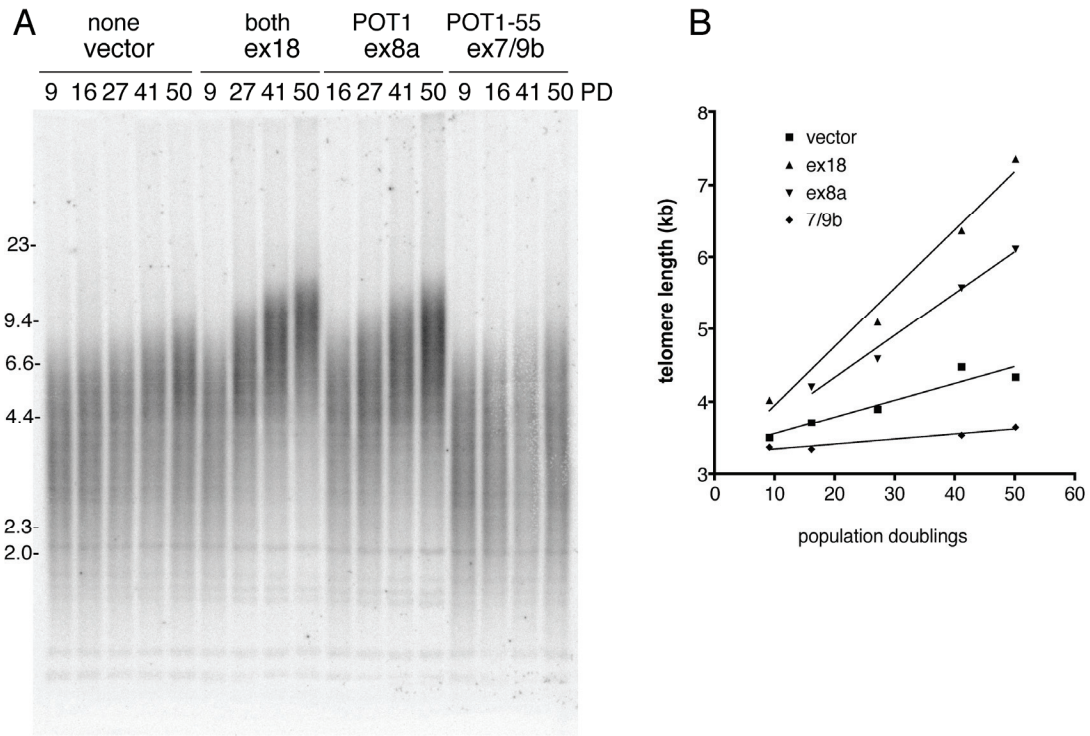 A
none both POT1 POT1-55
vector ex18 ex8a ex7/9b
9 16 27 41 50 9 27 41 50 16 27 41 50 9 16 41 50 PD
23-
9.4-
6.6-
4.4-
2.3-
2.0-
B
8
7
6
5
4
3
telomere length (kb)
vector
ex18
ex8a
7/9b
0 10 20 30 40 50 60
population doublings